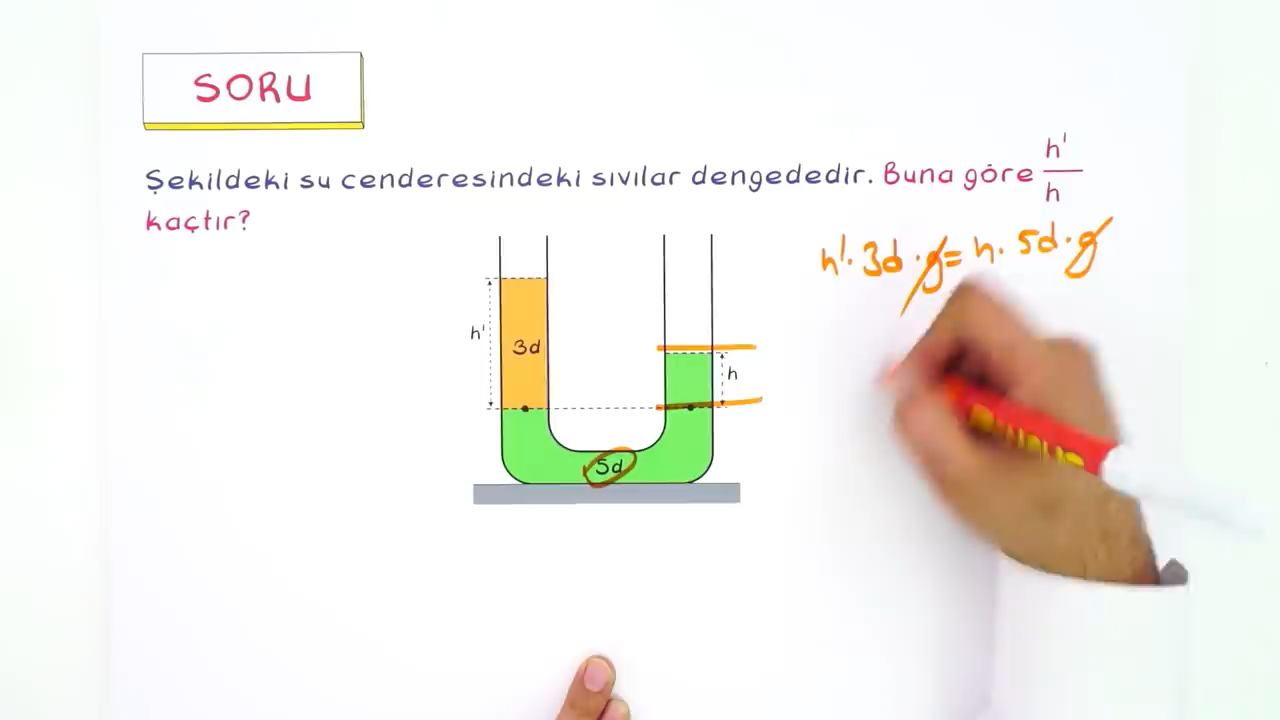 SORU
Şekildeki su cenderesindeki sıvılar dengededir. Buna göre h'/h
kaçtır?
h'· 3d · g = h · 5d · g
h'
3d
h
5d